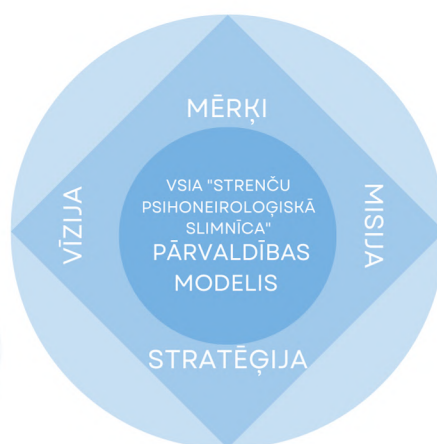 MĒRĶI
VĪZIJA
VSIA "STRENČU
PSIHONEIROLOĢISKĀ
SLIMNĪCA"
PĀRVALDĪBAS
MODELIS
MISIJA
STRATĒĢIJA